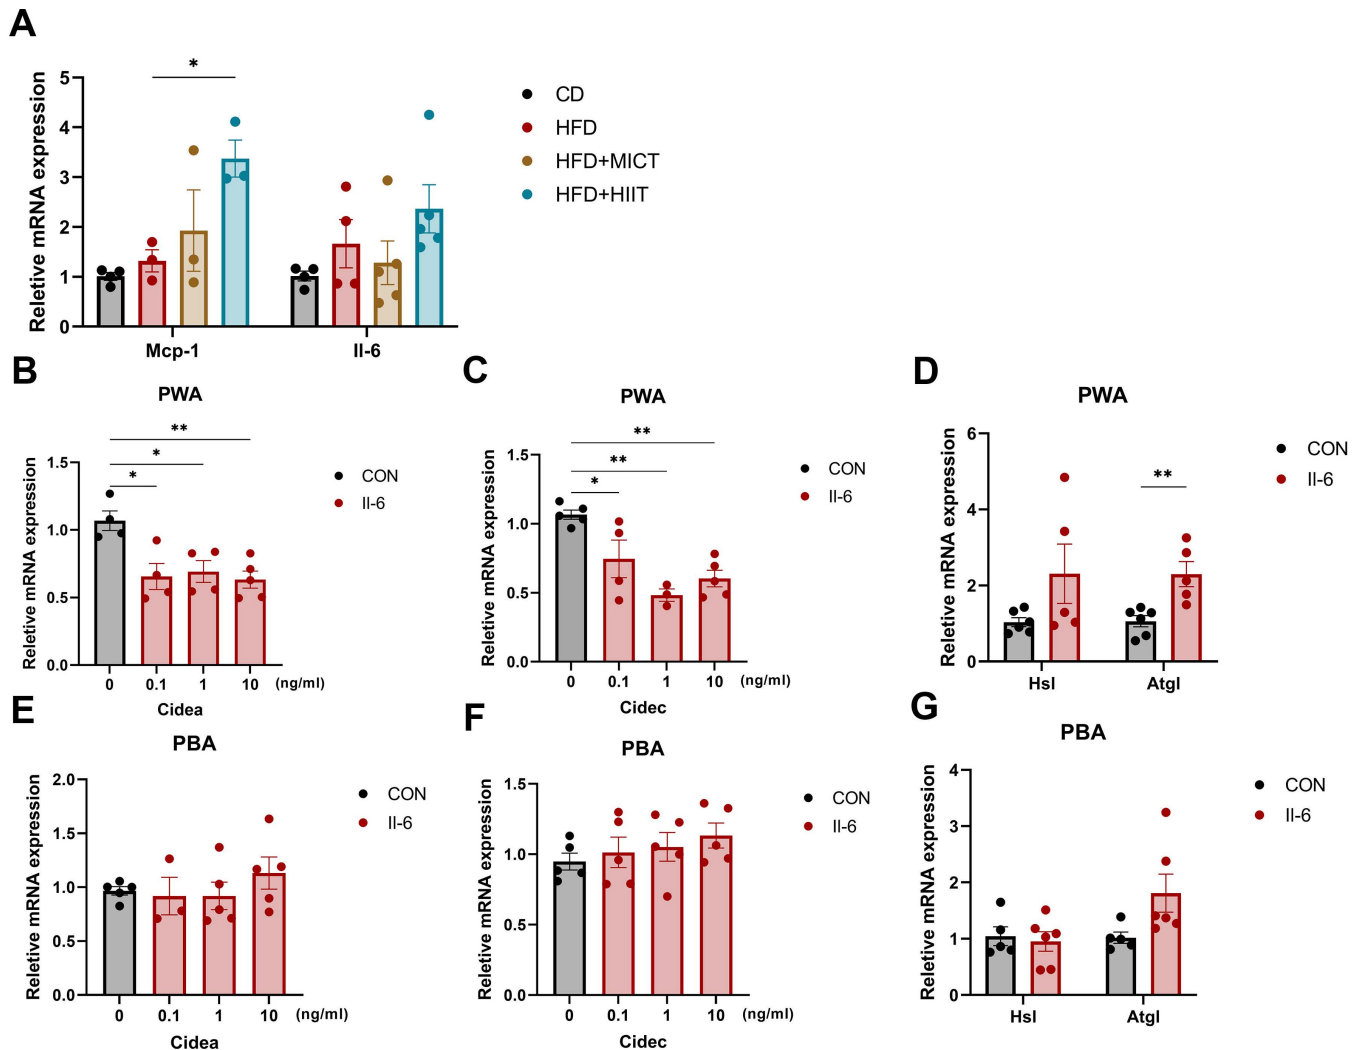 A
*
5
4
3
2
1
0
Reletive mRNA expression
Mcp-1 Il-6
CD
HFD
HFD+MICT
HFD+HIIT
B
PWA
**
*
*
1.5
1.0
0.5
0.0
Reletive mRNA expression
0 0.1 1 10 (ng/ml)
Cidea
CON
Il-6
C
PWA
**
**
*
1.5
1.0
0.5
0.0
Reletive mRNA expression
0 0.1 1 10 (ng/ml)
Cidec
CON
Il-6
D
PWA
**
6
4
2
0
Reletive mRNA expression
Hsl Atgl
CON
Il-6
E
PBA
2.0
1.5
1.0
0.5
0.0
Reletive mRNA expression
0 0.1 1 10 (ng/ml)
Cidea
CON
Il-6
F
PBA
1.5
1.0
0.5
0.0
Reletive mRNA expression
0 0.1 1 10 (ng/ml)
Cidec
CON
Il-6
G
PBA
4
3
2
1
0
Reletive mRNA expression
Hsl Atgl
CON
Il-6